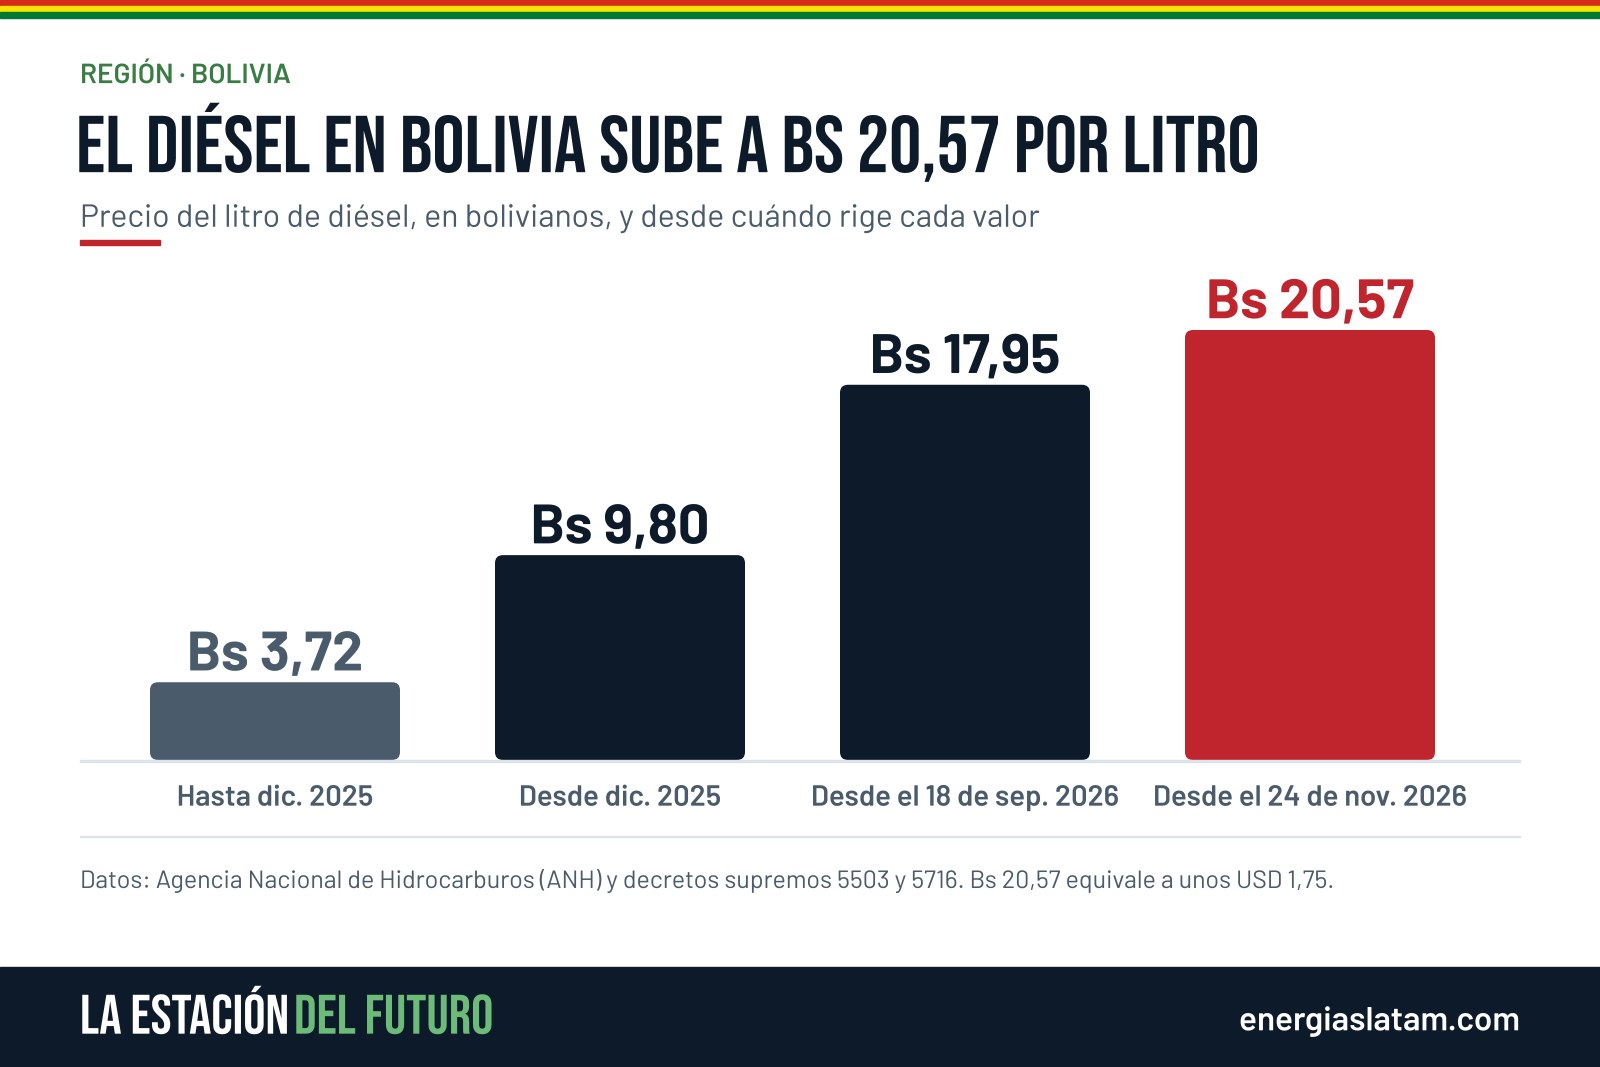 REGIÓN · BOLIVIA
EL DIÉSEL EN BOLIVIA SUBE A BS 20,57 POR LITRO
Precio del litro de diésel, en bolivianos, y desde cuándo rige cada valor
Bs 3,72
Bs 9,80
Bs 17,95
Bs 20,57
Hasta dic. 2025
Desde dic. 2025
Desde el 18 de sep. 2026
Desde el 24 de nov. 2026
Datos: Agencia Nacional de Hidrocarburos (ANH) y decretos supremos 5503 y 5716. Bs 20,57 equivale a unos USD 1,75.
LA ESTACIÓN DEL FUTURO
energiaslatam.com